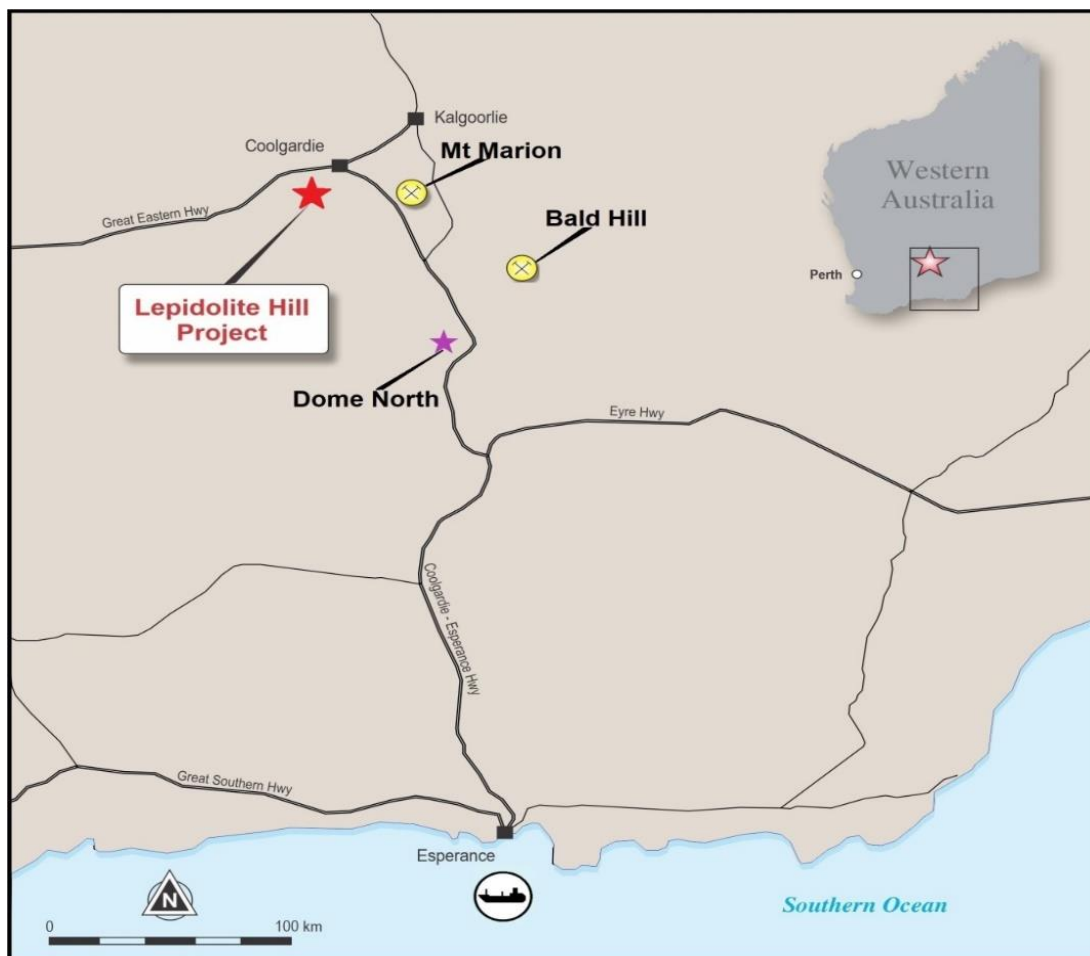 Kalgoorlie
Coolgardie
Mt Marion
Great Eastern Hwy
Bald Hill
Western
Australia
Perth
Lepidolite Hill
Project
Dome North
Eyre Hwy
Coolgardie - Esperance Hwy
Great Southern Hwy
Esperance
N
Southern Ocean
0
100 km